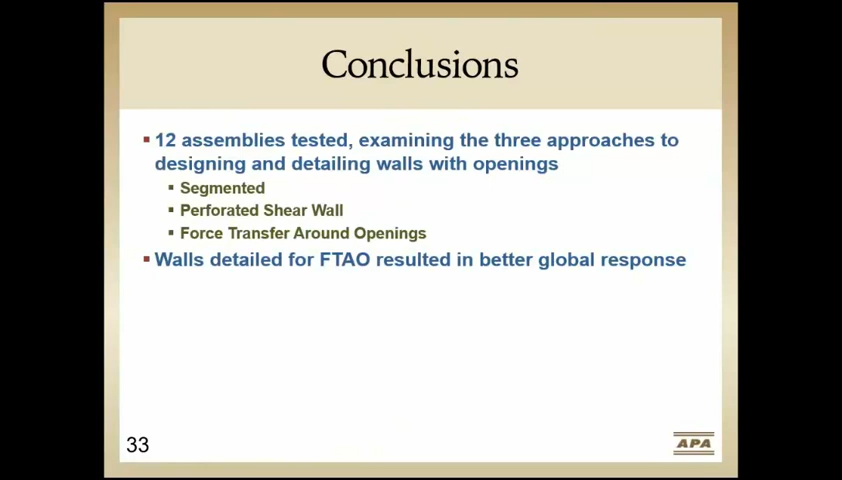 Conclusions
12 assemblies tested, examining the three approaches to
designing and detailing walls with openings
Segmented
Perforated Shear Wall
Force Transfer Around Openings
Walls detailed for FTAO resulted in better global response
33
APA